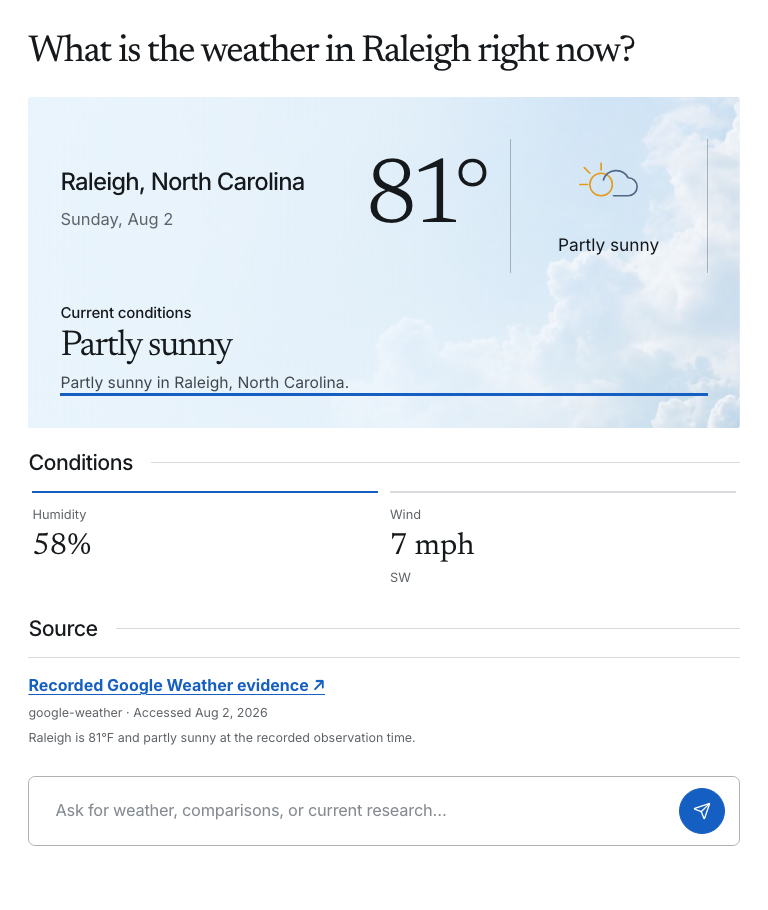 What is the weather in Raleigh right now?
Raleigh, North Carolina
Sunday, Aug 2
81°
Partly sunny
Current conditions
Partly sunny
Partly sunny in Raleigh, North Carolina.
Conditions
Humidity
58%
Wind
7 mph
SW
Source
Recorded Google Weather evidence ↗
google-weather · Accessed Aug 2, 2026
Raleigh is 81°F and partly sunny at the recorded observation time.
Ask for weather, comparisons, or current research...